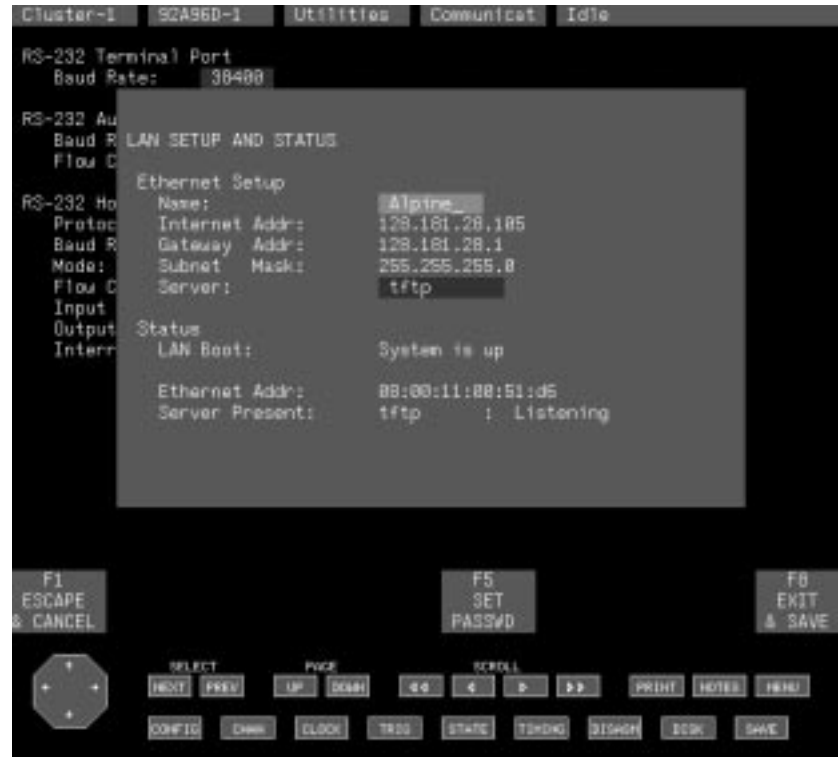 Cluster-1 92A96D-1 Utilities Communicat Idle
RS-232 Terminal Port
Baud Rate: 38400
RS-232 Au
Baud R
Flow C
RS-232 Ho
Protoc
Baud R
Mode:
Flow C
Input
Output
Interr
LAN SETUP AND STATUS
Ethernet Setup
Name: Alpine_
Internet Addr: 128.181.28.105
Gateway Addr: 128.181.28.1
Subnet Mask: 255.255.255.0
Server: tftp
Status
LAN Boot: System is up
Ethernet Addr: 08:00:11:00:51:d6
Server Present: tftp : Listening
F1
ESCAPE
& CANCEL
F5
SET
PASSWD
F8
EXIT
& SAVE
SELECT PAGE SCROLL
NEXT PREV UP DOWN PRINT NOTES MENU
CONFIG CHAN CLOCK TRIG STATE TIMING DISASM DISK SAVE